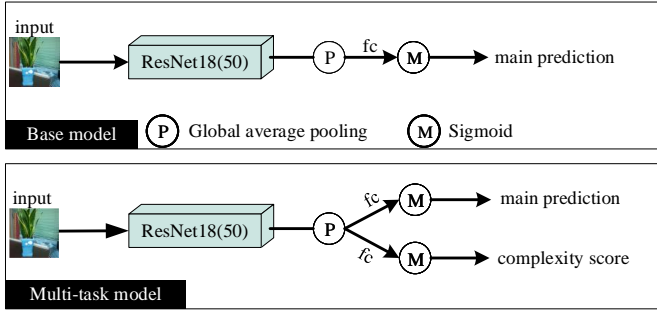 input
ResNet18(50)
P
fc
M
main prediction
Base model
P
Global average pooling
M
Sigmoid
input
ResNet18(50)
P
fc
M
main prediction
fc
M
complexity score
Multi-task model